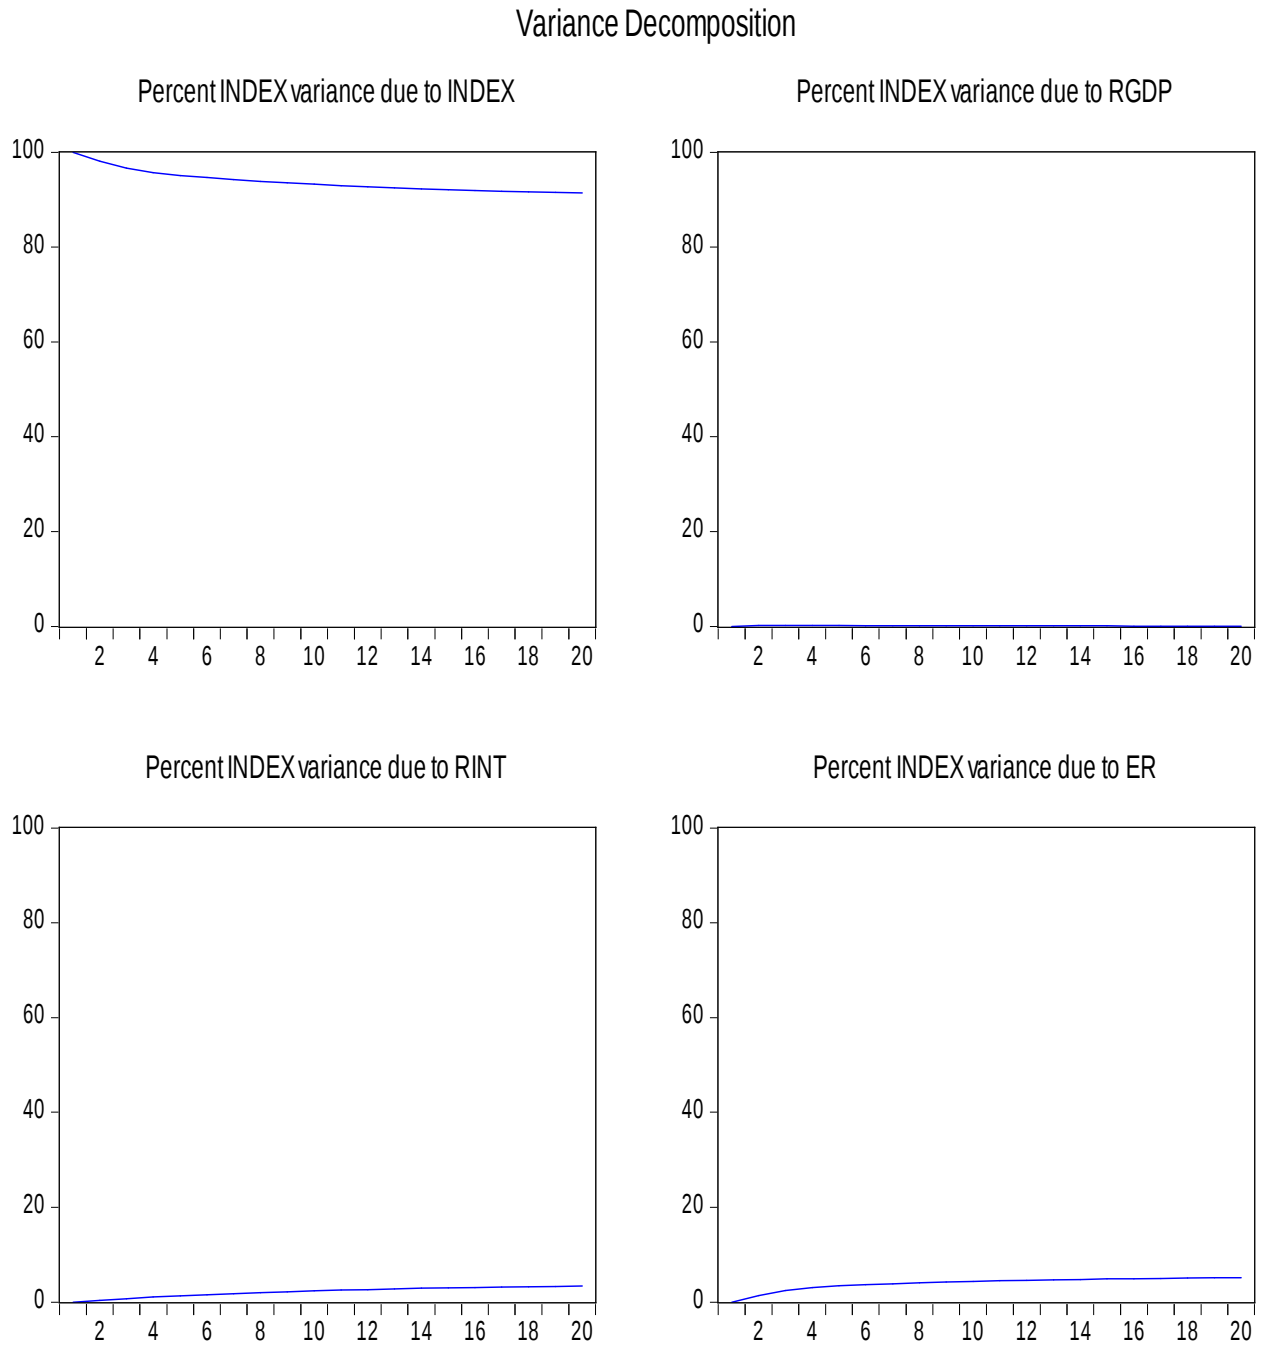 Variance Decomposition
Percent INDEX variance due to INDEX
100
80
60
40
20
0
2 4 6 8 10 12 14 16 18 20
Percent INDEX variance due to RGDP
100
80
60
40
20
0
2 4 6 8 10 12 14 16 18 20
Percent INDEX variance due to RINT
100
80
60
40
20
0
2 4 6 8 10 12 14 16 18 20
Percent INDEX variance due to ER
100
80
60
40
20
0
2 4 6 8 10 12 14 16 18 20